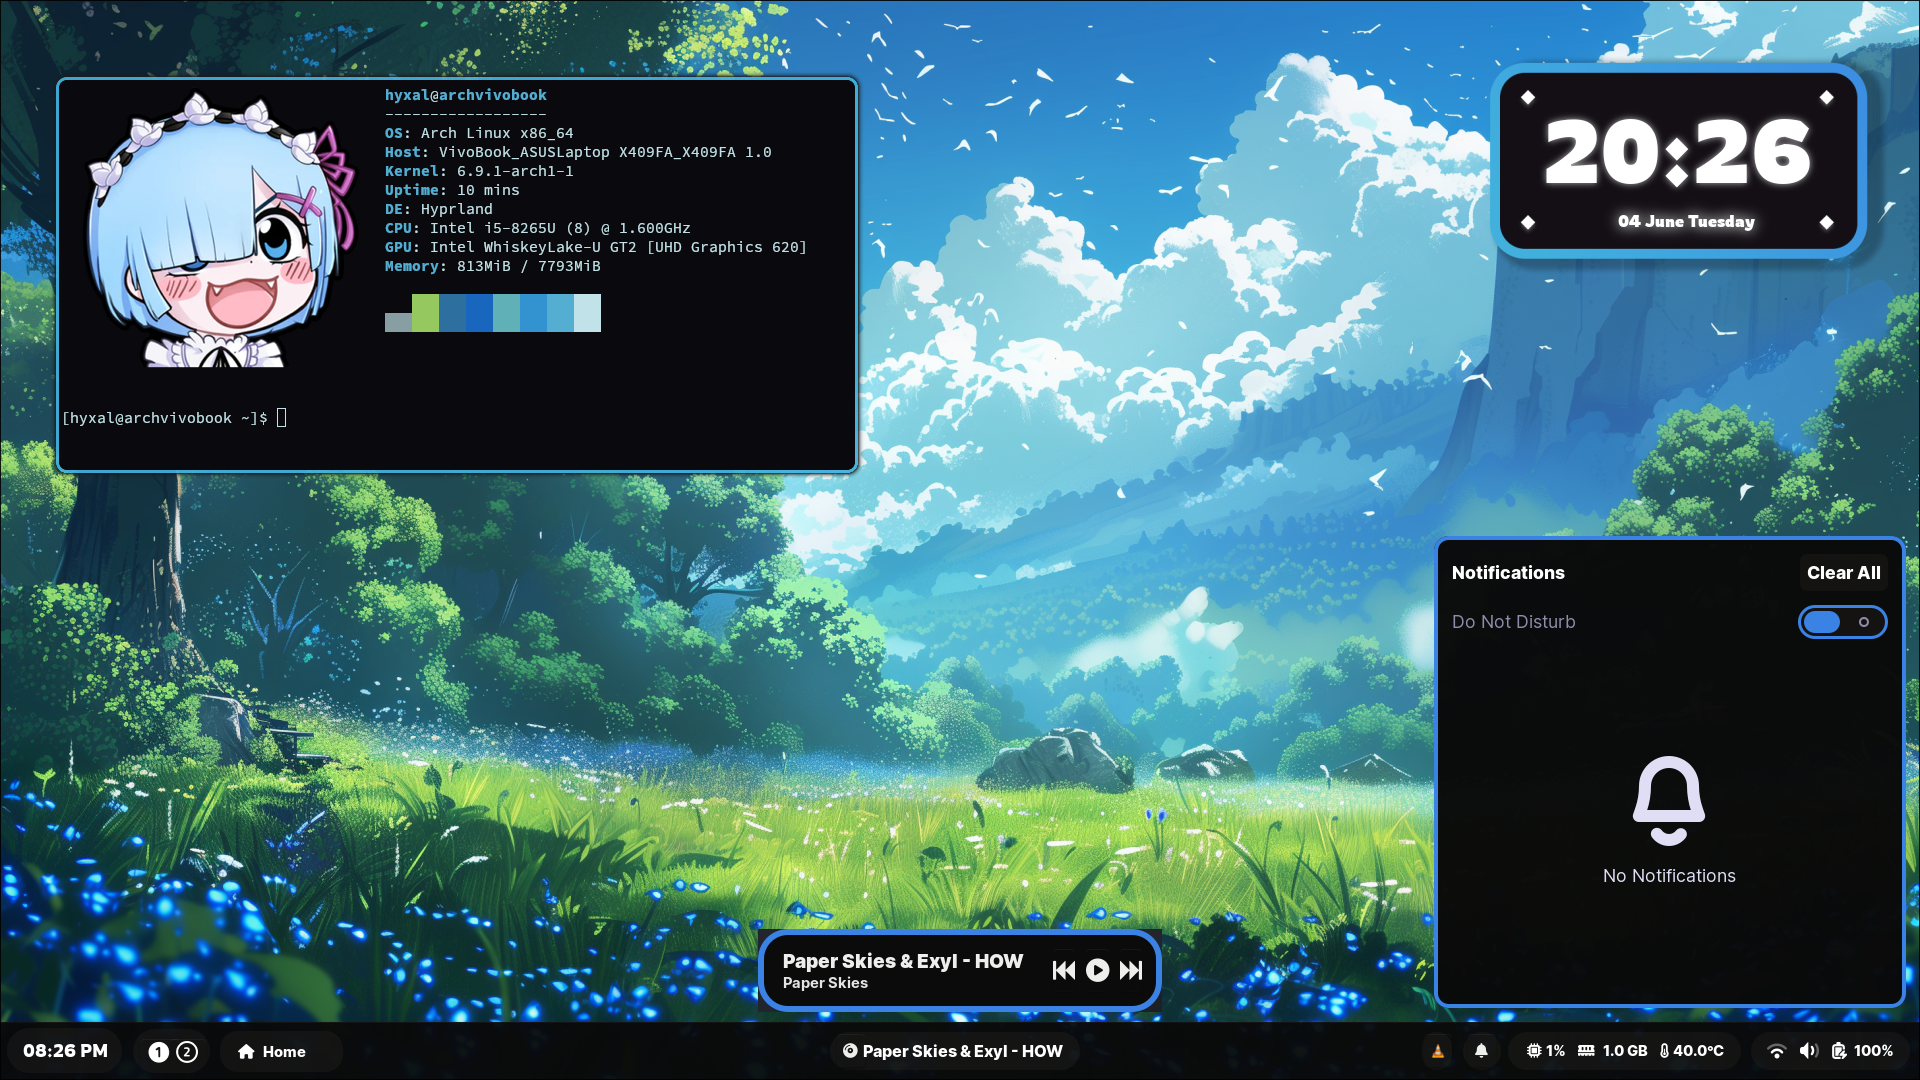 hyxal@archvivobook
------------------
OS: Arch Linux x86_64
Host: VivoBook_ASUSLaptop X409FA_X409FA 1.0
Kernel: 6.9.1-arch1-1
Uptime: 10 mins
DE: Hyprland
CPU: Intel i5-8265U (8) @ 1.600GHz
GPU: Intel WhiskeyLake-U GT2 [UHD Graphics 620]
Memory: 813MiB / 7793MiB
[hyxal@archvivobook ~]$
20:26
04 June Tuesday
Notifications
Clear All
Do Not Disturb
No Notifications
Paper Skies & Exyl - HOW
Paper Skies
08:26 PM
1 2
Home
Paper Skies & Exyl - HOW
1% 1.0 GB 40.0°C
100%